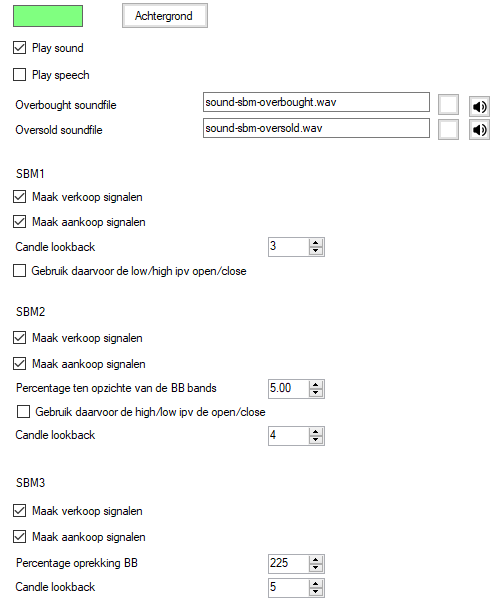 Achtergrond
Play sound
Play speech
Overbought soundfile sound-sbm-overbought.wav
Oversold soundfile sound-sbm-oversold.wav
SBM1
Maak verkoop signalen
Maak aankoop signalen
Candle lookback 3
Gebruik daarvoor de low/high ipv open/close
SBM2
Maak verkoop signalen
Maak aankoop signalen
Percentage ten opzichte van de BB bands 5.00
Gebruik daarvoor de high/low ipv de open/close
Candle lookback 4
SBM3
Maak verkoop signalen
Maak aankoop signalen
Percentage oprekking BB 225
Candle lookback 5